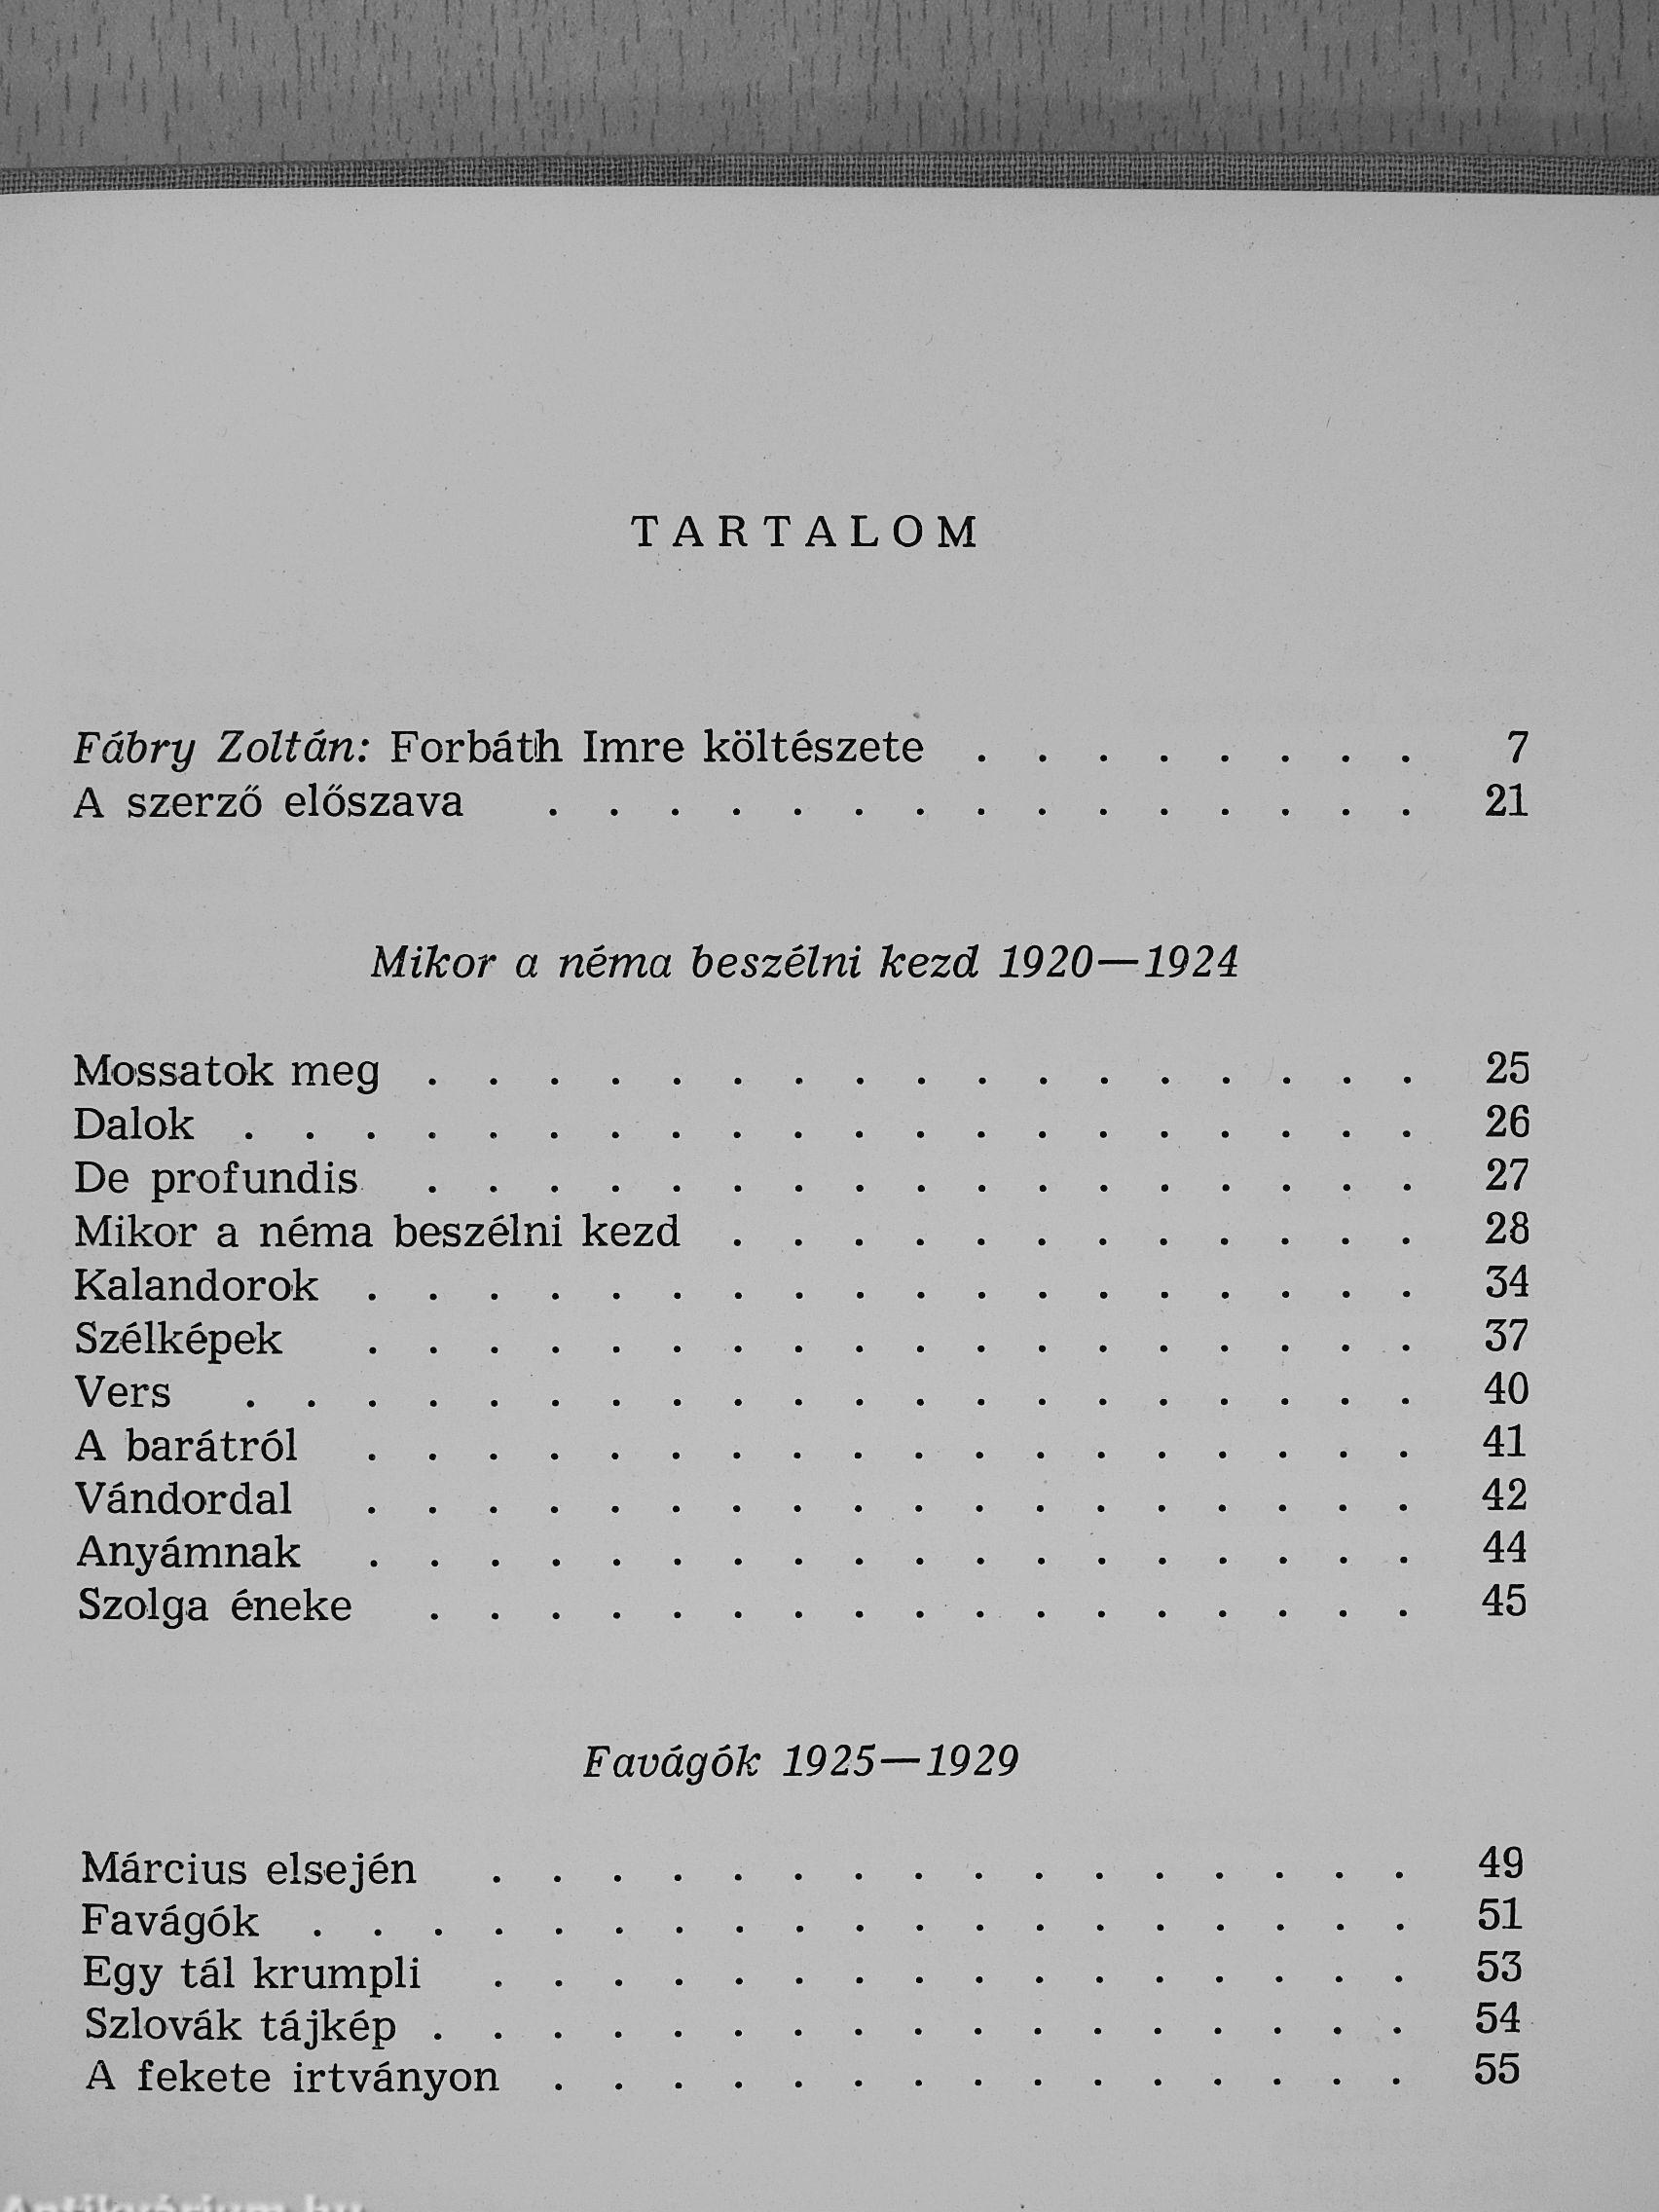 TARTALOM
Fábry Zoltán: Forbáth Imre költészete . . . . . . . . 7
A szerző előszava . . . . . . . . . . . . . . . 21
Mikor a néma beszélni kezd 1920—1924
Mossatok meg . . . . . . . . . . . . . . . . . 25
Dalok . . . . . . . . . . . . . . . . . . . . 26
De profundis . . . . . . . . . . . . . . . . . 27
Mikor a néma beszélni kezd . . . . . . . . . . . . 28
Kalandorok . . . . . . . . . . . . . . . . . . 34
Szélképek . . . . . . . . . . . . . . . . . . 37
Vers . . . . . . . . . . . . . . . . . . . . 40
A barátról . . . . . . . . . . . . . . . . . . 41
Vándordal . . . . . . . . . . . . . . . . . . 42
Anyámnak . . . . . . . . . . . . . . . . . . 44
Szolga éneke . . . . . . . . . . . . . . . . . 45
Favágók 1925—1929
Március elsején . . . . . . . . . . . . . . . . 49
Favágók . . . . . . . . . . . . . . . . . . . 51
Egy tál krumpli . . . . . . . . . . . . . . . . 53
Szlovák tájkép . . . . . . . . . . . . . . . . . 54
A fekete irtványon . . . . . . . . . . . . . . . 55
Antikvárium.hu